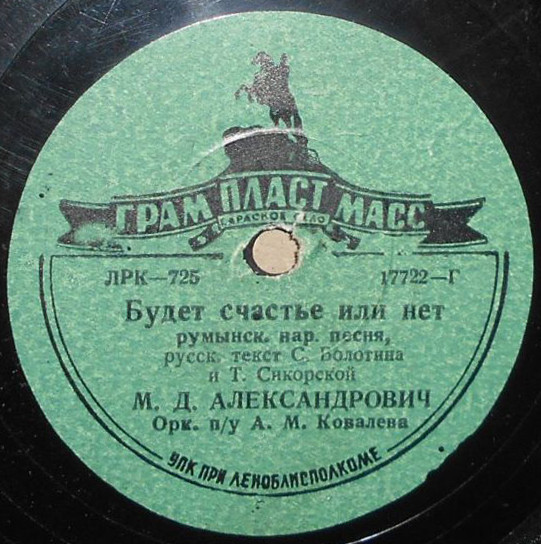 ГРАМ ПЛАСТ МАСС
ЛРК—725 17722—Г
Будет счастье или нет
румынск. нар. песня,
русск. текст С. Болотина
и Т. Сикорской
М. Д. АЛЕКСАНДРОВИЧ
Орк. п/у А. М. Ковалева
УПК ПРИ ЛЕНОБЛИСПОЛКОМЕ